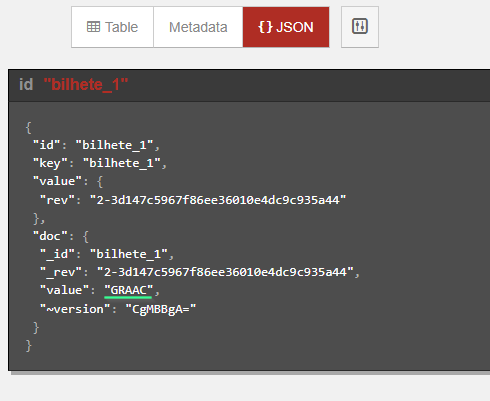 Table Metadata {} JSON
id "bilhete_1"
{
"id": "bilhete_1",
"key": "bilhete_1",
"value": {
"rev": "2-3d147c5967f86ee36010e4dc9c935a44"
},
"doc": {
"_id": "bilhete_1",
"_rev": "2-3d147c5967f86ee36010e4dc9c935a44",
"value": "GRAAC",
"~version": "CgMBBgA="
}
}